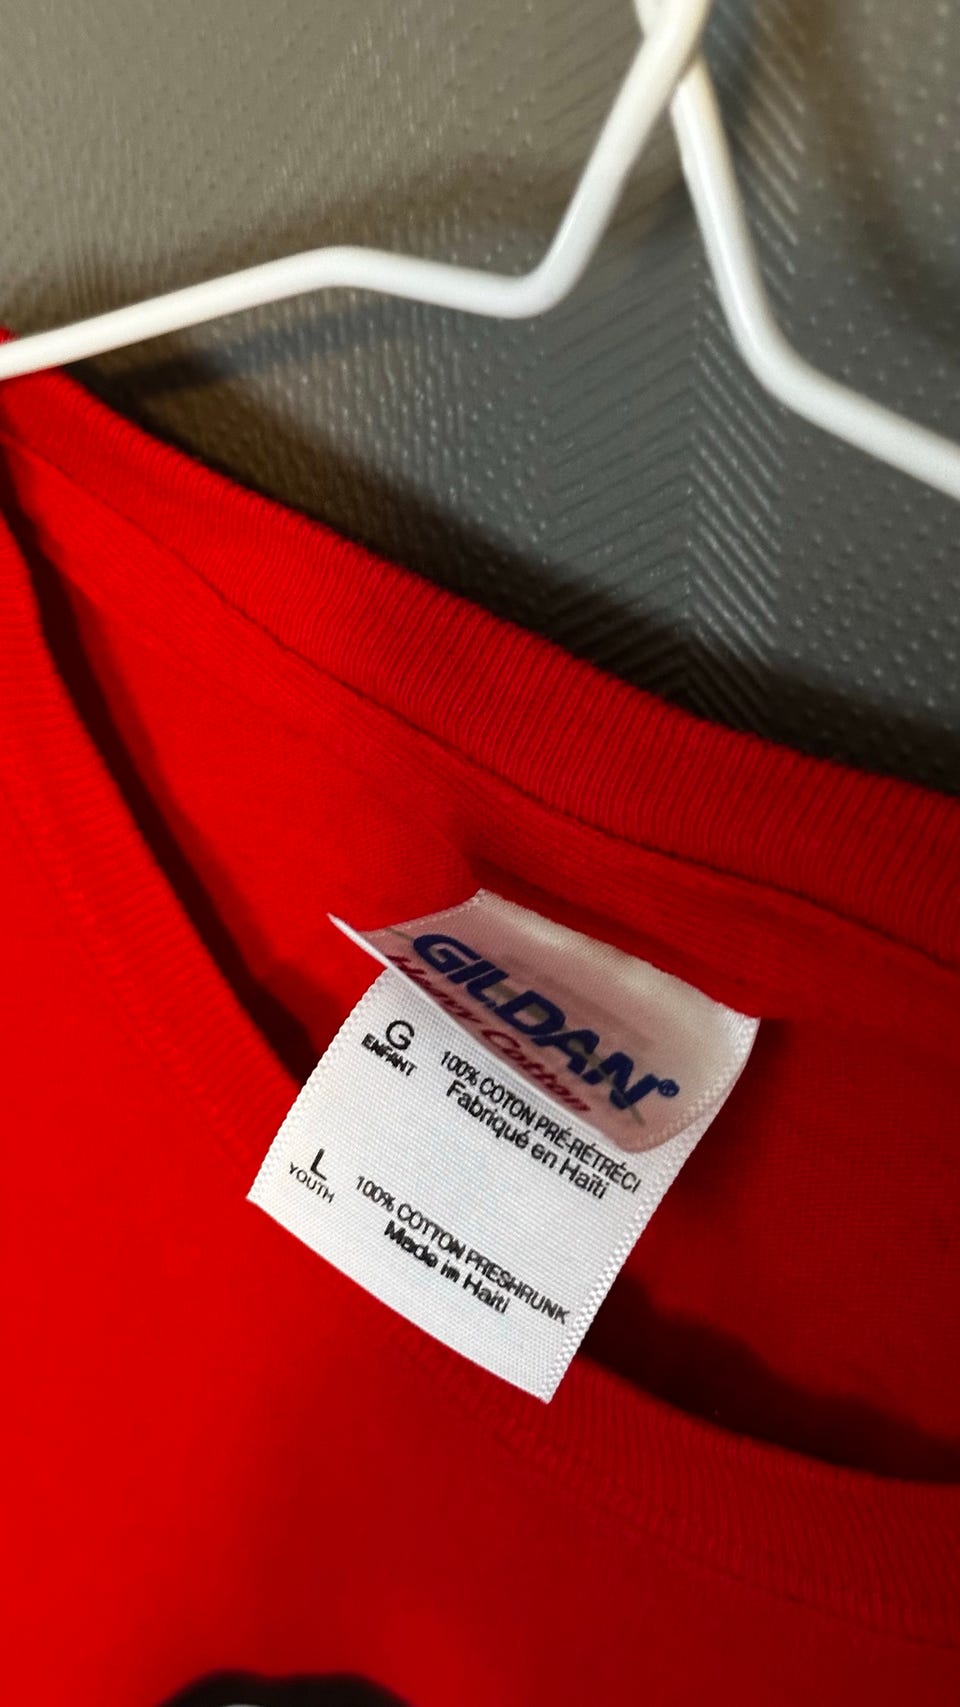 GILDAN®
Heavy Cotton
G
ENFANT
100% COTON PRÉ-RÉTRÉCI
Fabriqué en Haïti
L
YOUTH
100% COTTON PRESHRUNK
Made in Haiti